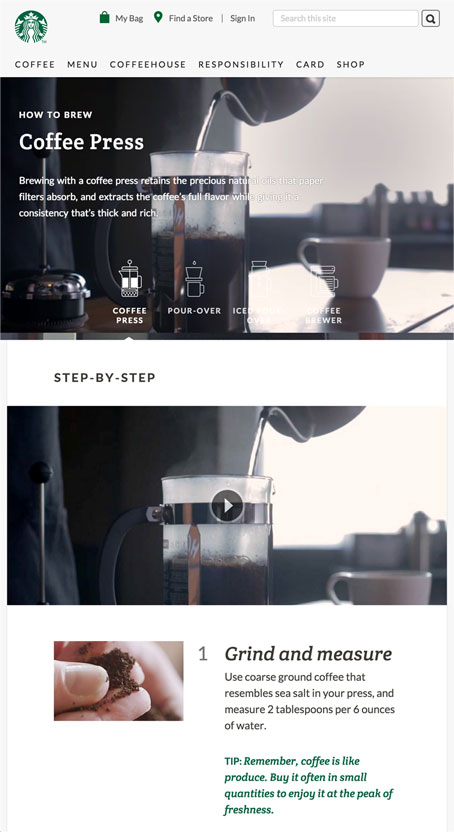 My Bag Find a Store | Sign In Search this site
COFFEE MENU COFFEEHOUSE RESPONSIBILITY CARD SHOP
HOW TO BREW
Coffee Press
Brewing with a coffee press retains the precious natural oils that paper
filters absorb, and extracts the coffee's full flavor while giving it a
consistency that's thick and rich.
COFFEE
PRESS
POUR-OVER
ICED POUR-
OVER
COFFEE
BREWER
STEP-BY-STEP
1 Grind and measure
Use coarse ground coffee that
resembles sea salt in your press, and
measure 2 tablespoons per 6 ounces
of water.
TIP: Remember, coffee is like
produce. Buy it often in small
quantities to enjoy it at the peak of
freshness.